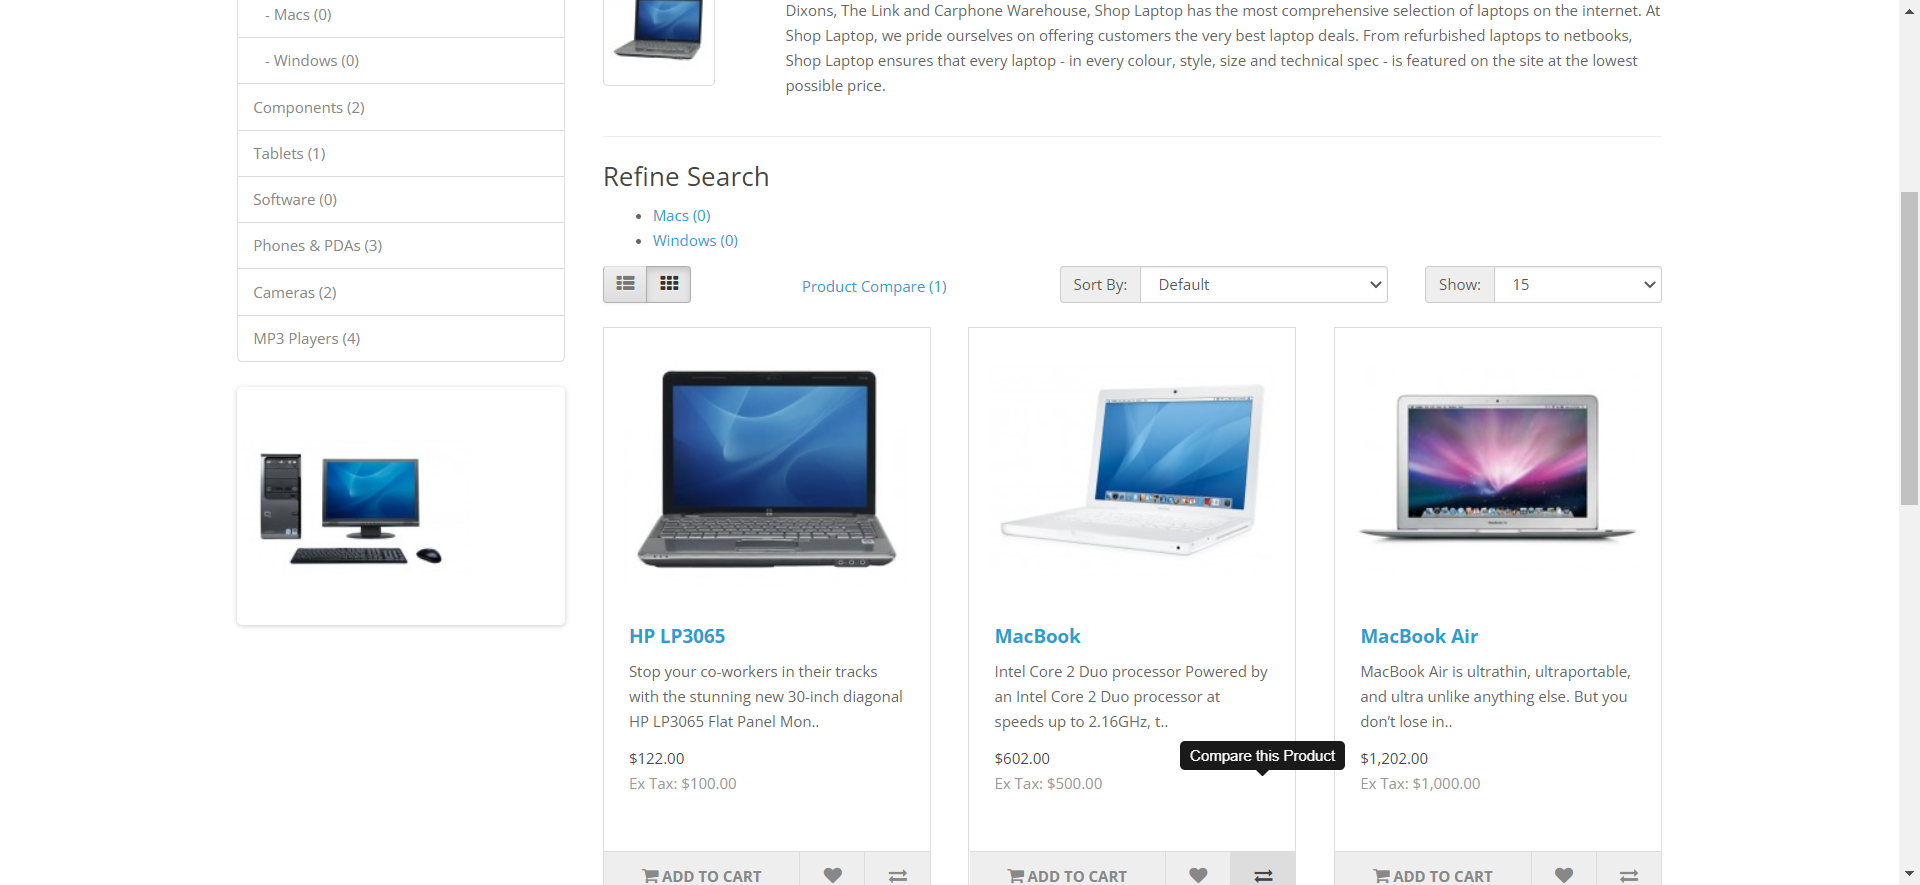 - Macs (0)
- Windows (0)
Components (2)
Tablets (1)
Software (0)
Phones & PDAs (3)
Cameras (2)
MP3 Players (4)
Dixons, The Link and Carphone Warehouse, Shop Laptop has the most comprehensive selection of laptops on the internet. At
Shop Laptop, we pride ourselves on offering customers the very best laptop deals. From refurbished laptops to netbooks,
Shop Laptop ensures that every laptop - in every colour, style, size and technical spec - is featured on the site at the lowest
possible price.
Refine Search
Macs (0)
Windows (0)
Product Compare (1)
Sort By: Default
Show: 15
HP LP3065
Stop your co-workers in their tracks
with the stunning new 30-inch diagonal
HP LP3065 Flat Panel Mon..
$122.00
Ex Tax: $100.00
ADD TO CART
MacBook
Intel Core 2 Duo processor Powered by
an Intel Core 2 Duo processor at
speeds up to 2.16GHz, t..
$602.00
Ex Tax: $500.00
Compare this Product
ADD TO CART
MacBook Air
MacBook Air is ultrathin, ultraportable,
and ultra unlike anything else. But you
don’t lose in..
$1,202.00
Ex Tax: $1,000.00
ADD TO CART